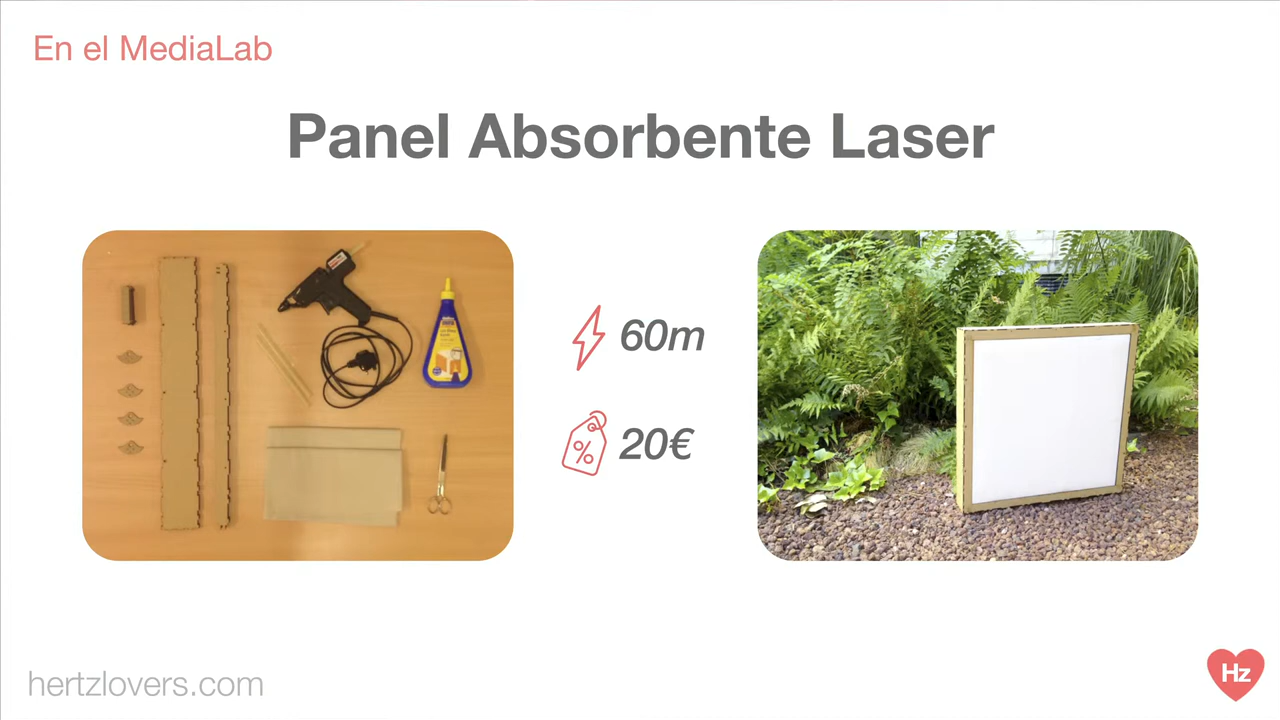 En el MediaLab
Panel Absorbente Laser
60m
%
20€
hertzlovers.com
Hz